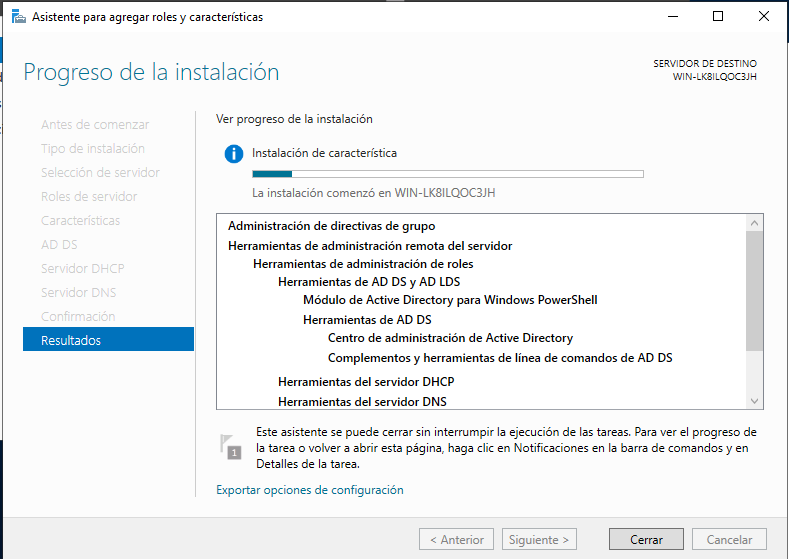 Asistente para agregar roles y características
Progreso de la instalación
SERVIDOR DE DESTINO
WIN-LK8ILQOC3JH
Antes de comenzar
Tipo de instalación
Selección de servidor
Roles de servidor
Características
AD DS
Servidor DHCP
Servidor DNS
Confirmación
Resultados
Ver progreso de la instalación
Instalación de característica
La instalación comenzó en WIN-LK8ILQOC3JH
Administración de directivas de grupo
Herramientas de administración remota del servidor
Herramientas de administración de roles
Herramientas de AD DS y AD LDS
Módulo de Active Directory para Windows PowerShell
Herramientas de AD DS
Centro de administración de Active Directory
Complementos y herramientas de línea de comandos de AD DS
Herramientas del servidor DHCP
Herramientas del servidor DNS
1
Este asistente se puede cerrar sin interrumpir la ejecución de las tareas. Para ver el progreso de
la tarea o volver a abrir esta página, haga clic en Notificaciones en la barra de comandos y en
Detalles de la tarea.
Exportar opciones de configuración
< Anterior
Siguiente >
Cerrar
Cancelar